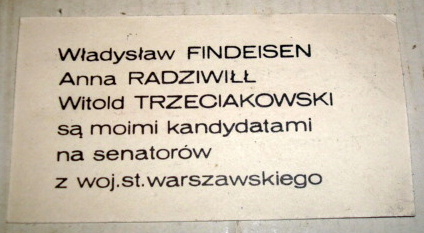 Władysław FINDEISEN
Anna RADZIWIŁŁ
Witold TRZECIAKOWSKI
są moimi kandydatami
na senatorów
z woj.st.warszawskiego